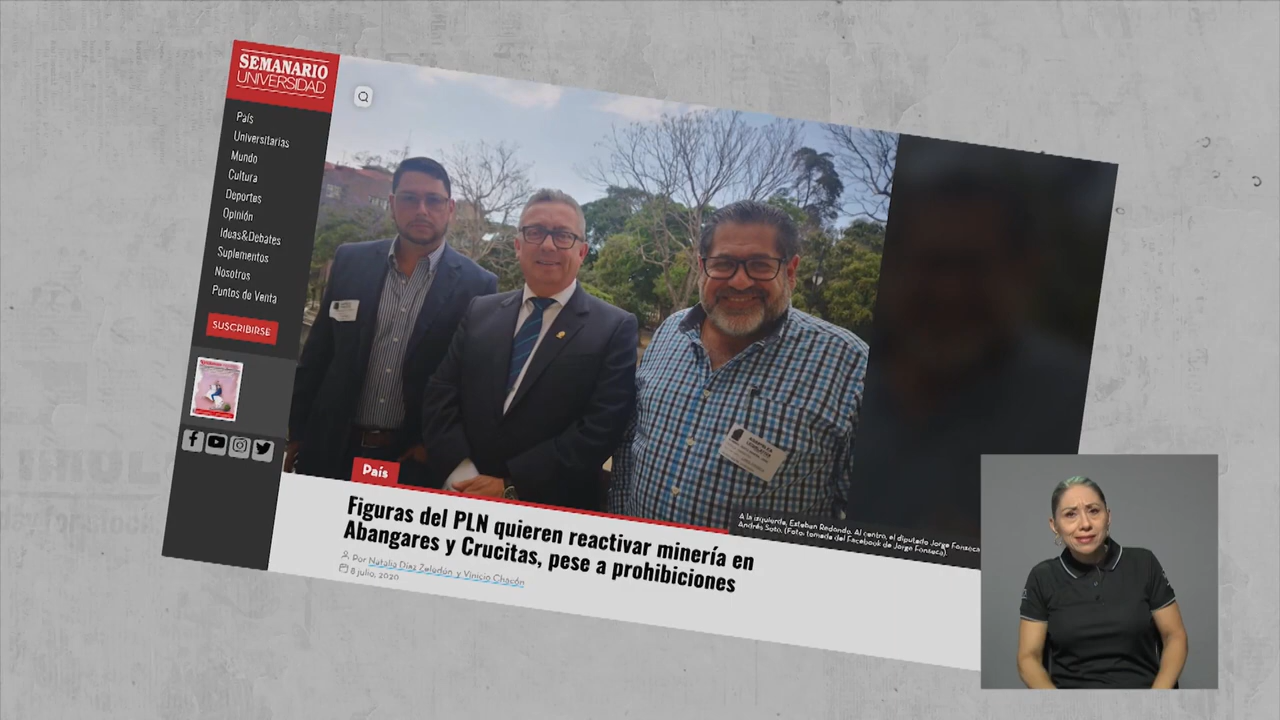 SEMANARIO
UNIVERSIDAD
País
Universitarias
Mundo
Cultura
Deportes
Opinión
Ideas&Debates
Suplementos
Nosotros
Puntos de Venta
SUSCRIBIRSE
ASAMBLEA
LEGISLATIVA
A la izquierda, Esteban Redondo. Al centro, el diputado Jorge Fonseca
Andrés Soto. (Foto: tomada del Facebook de Jorge Fonseca).
País
Figuras del PLN quieren reactivar minería en
Abangares y Crucitas, pese a prohibiciones
Por Natalia Díaz Zeledón y Vinicio Chacón
8 julio, 2020